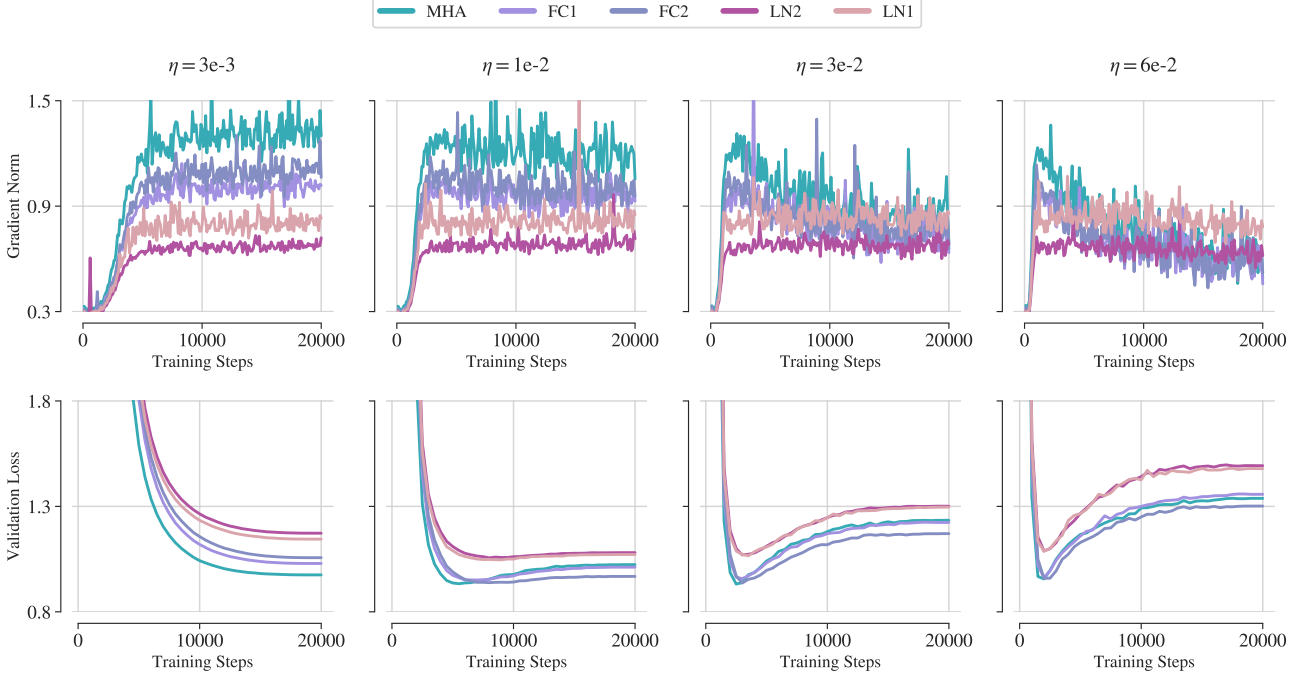 MHA FC1 FC2 LN2 LN1
η = 3e-3 η = 1e-2 η = 3e-2 η = 6e-2
Gradient Norm
1.5
0.9
0.3
0 10000 20000 0 10000 20000 0 10000 20000 0 10000 20000
Training Steps Training Steps Training Steps Training Steps
Validation Loss
1.8
1.3
0.8
0 10000 20000 0 10000 20000 0 10000 20000 0 10000 20000
Training Steps Training Steps Training Steps Training Steps